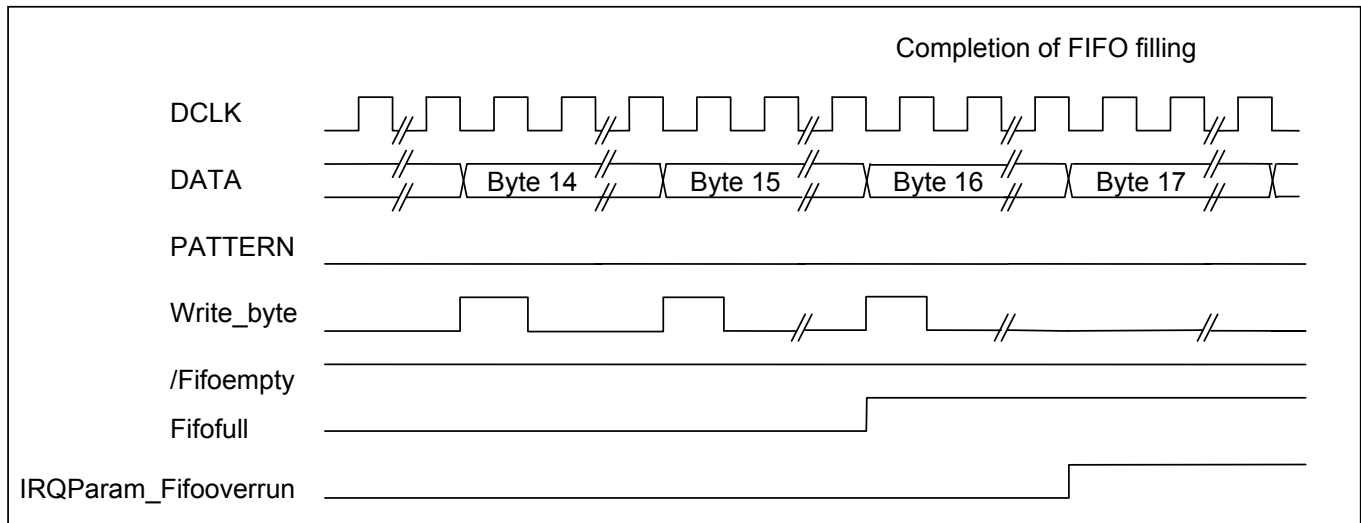 Completion of FIFO filling
DCLK
DATA
Byte 14 Byte 15 Byte 16 Byte 17
PATTERN
Write_byte
/Fifoempty
Fifofull
IRQParam_Fifooverrun